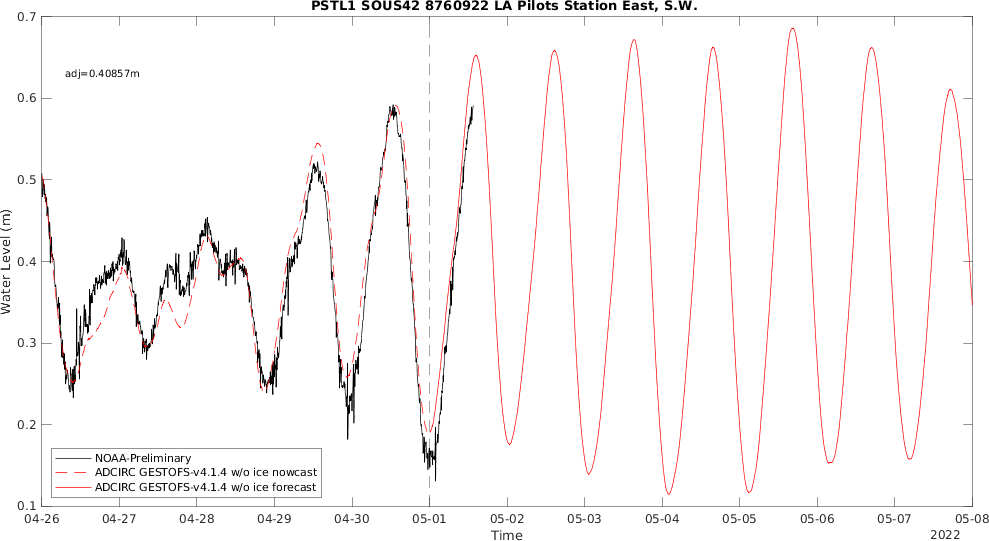 PSTL1 SOUS42 8760922 LA Pilots Station East, S.W.
adj=0.40857m
0.7
0.6
0.5
0.4
0.3
0.2
0.1
Water Level (m)
NOAA-Preliminary
ADCIRC GESTOFS-v4.1.4 w/o ice nowcast
ADCIRC GESTOFS-v4.1.4 w/o ice forecast
04-26 04-27 04-28 04-29 04-30 05-01 05-02 05-03 05-04 05-05 05-06 05-07 05-08
Time
2022